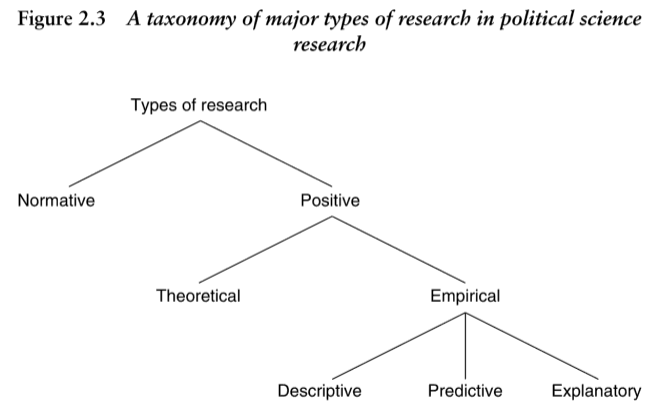 Figure 2.3 A taxonomy of major types of research in political science
research
Types of research
Normative
Positive
Theoretical
Empirical
Descriptive
Predictive
Explanatory